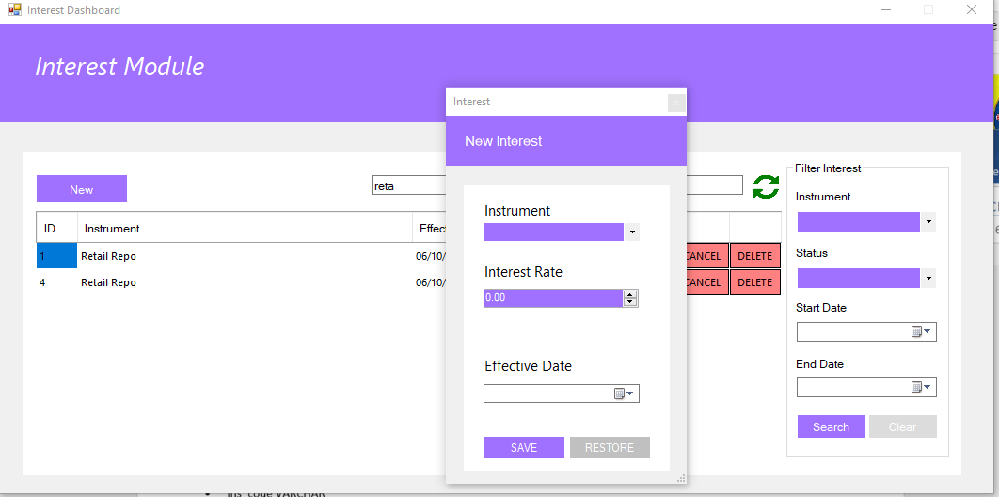 Interest Dashboard
Interest Module
Interest
New Interest
New
reta
ID Instrument Effec
1 Retail Repo 06/10/ CANCEL DELETE
4 Retail Repo 06/10/ CANCEL DELETE
Instrument
Interest Rate
0.00
Effective Date
SAVE RESTORE
Filter Interest
Instrument
Status
Start Date
End Date
Search Clear